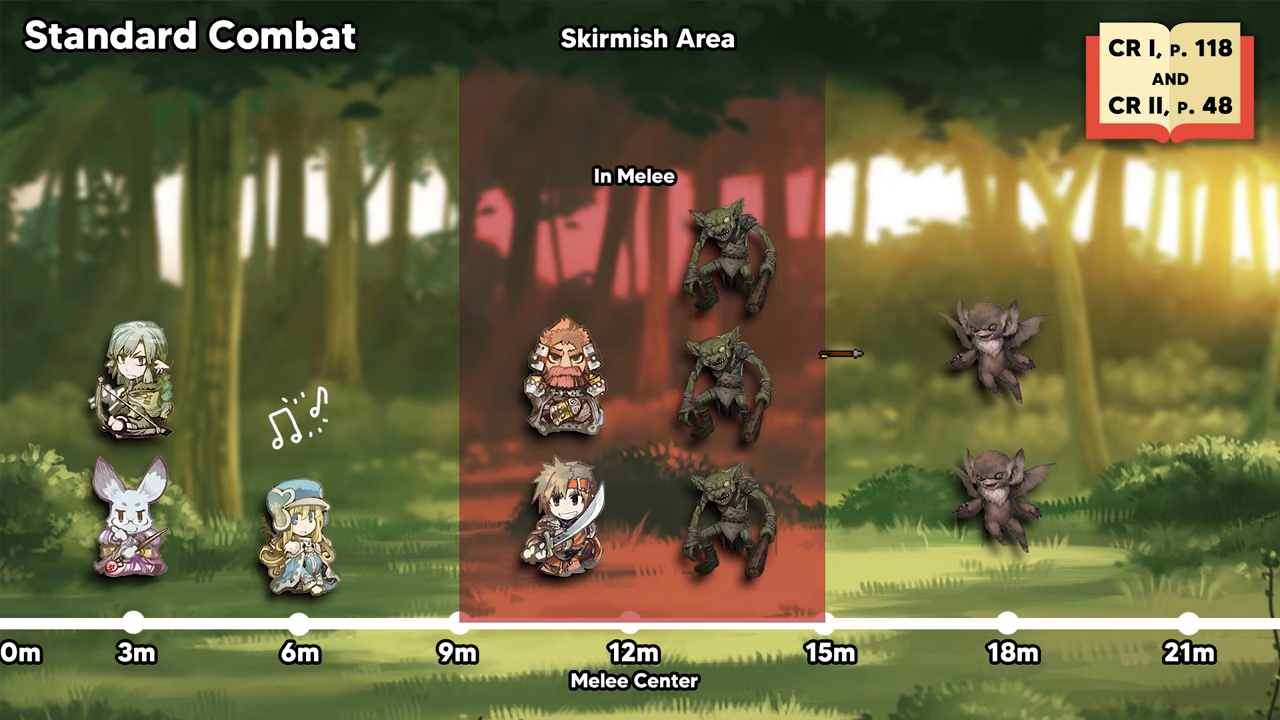 Standard Combat
Skirmish Area
CR I, P. 118
AND
CR II, P. 48
In Melee
0m 3m 6m 9m 12m 15m 18m 21m
Melee Center